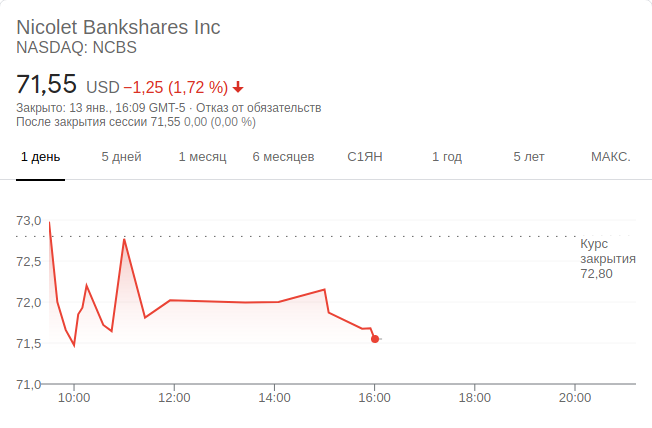 Nicolet Bankshares Inc
NASDAQ: NCBS
71,55 USD −1,25 (1,72 %)
Закрыто: 13 янв., 16:09 GMT-5 · Отказ от обязательств
После закрытия сессии 71,55 0,00 (0,00 %)
1 день 5 дней 1 месяц 6 месяцев С1ЯН 1 год 5 лет МАКС.
73,0
Курс
закрытия
72,80
72,5
72,0
71,5
71,0
10:00 12:00 14:00 16:00 18:00 20:00